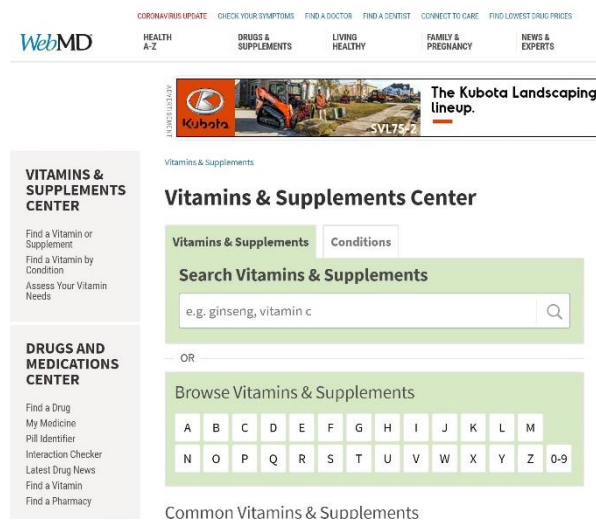 CORONAVIRUS UPDATE CHECK YOUR SYMPTOMS FIND A DOCTOR FIND A DENTIST CONNECT TO CARE FIND LOWEST DRUG PRICES
WebMD
HEALTH A-Z
DRUGS & SUPPLEMENTS
LIVING HEALTHY
FAMILY & PREGNANCY
NEWS & EXPERTS
ADVERTISEMENT
Kubota
SVL75-2
The Kubota Landscaping
lineup.
VITAMINS &
SUPPLEMENTS
CENTER
Find a Vitamin or
Supplement
Find a Vitamin by
Condition
Assess Your Vitamin
Needs
DRUGS AND
MEDICATIONS
CENTER
Find a Drug
My Medicine
Pill Identifier
Interaction Checker
Latest Drug News
Find a Vitamin
Find a Pharmacy
Vitamins & Supplements
Vitamins & Supplements Center
Vitamins & Supplements Conditions
Search Vitamins & Supplements
e.g. ginseng, vitamin c
OR
Browse Vitamins & Supplements
A B C D E F G H I J K L M
N O P Q R S T U V W X Y Z 0-9
Common Vitamins & Supplements